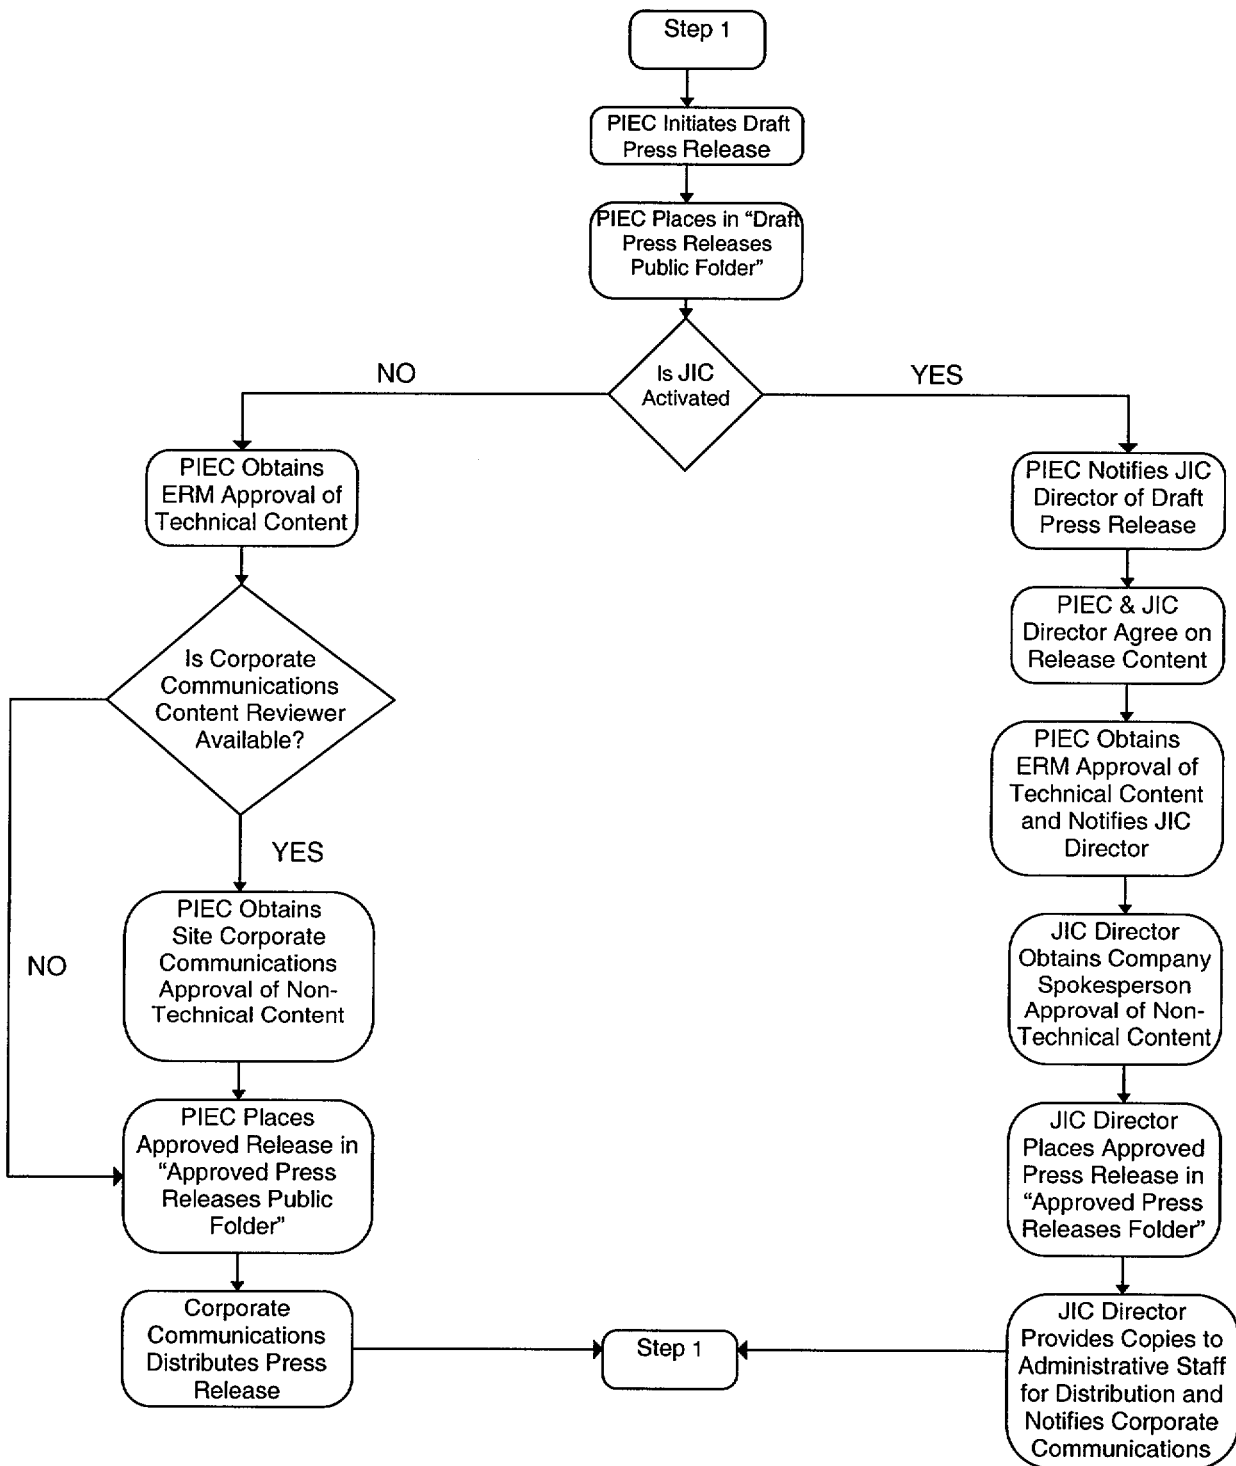 Step 1
PIEC Initiates Draft
Press Release
PIEC Places in “Draft
Press Releases
Public Folder”
Is JIC
Activated
NO
YES
PIEC Obtains
ERM Approval of
Technical Content
Is Corporate
Communications
Content Reviewer
Available?
YES
NO
PIEC Obtains
Site Corporate
Communications
Approval of Non-
Technical Content
PIEC Places
Approved Release in
“Approved Press
Releases Public
Folder”
Corporate
Communications
Distributes Press
Release
PIEC Notifies JIC
Director of Draft
Press Release
PIEC & JIC
Director Agree on
Release Content
PIEC Obtains
ERM Approval of
Technical Content
and Notifies JIC
Director
JIC Director
Obtains Company
Spokesperson
Approval of Non-
Technical Content
JIC Director
Places Approved
Press Release in
“Approved Press
Releases Folder”
JIC Director
Provides Copies to
Administrative Staff
for Distribution and
Notifies Corporate
Communications
Step 1